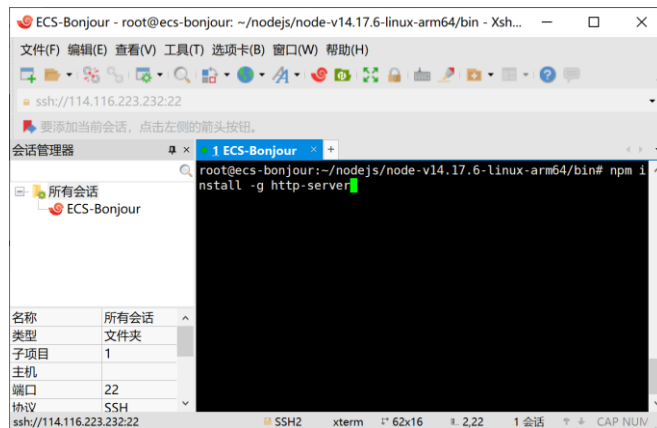 ECS-Bonjour - root@ecs-bonjour: ~/nodejs/node-v14.17.6-linux-arm64/bin - Xsh...
文件(F) 编辑(E) 查看(V) 工具(T) 选项卡(B) 窗口(W) 帮助(H)
ssh://114.116.223.232:22
要添加当前会话，点击左侧的箭头按钮。
会话管理器
1 ECS-Bonjour
所有会话
ECS-Bonjour
root@ecs-bonjour:~/nodejs/node-v14.17.6-linux-arm64/bin# npm i
nstall -g http-server
名称 所有会话
类型 文件夹
子项目 1
主机
端口 22
协议 SSH
ssh://114.116.223.232:22 SSH2 xterm 62x16 2,22 1 会话 CAP NUM